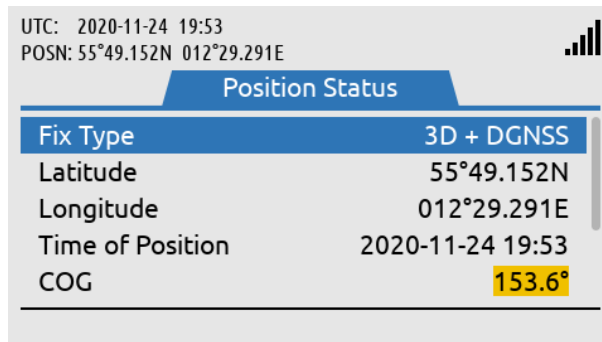 UTC: 2020-11-24 19:53
POSN: 55°49.152N 012°29.291E
Position Status
Fix Type 3D + DGNSS
Latitude 55°49.152N
Longitude 012°29.291E
Time of Position 2020-11-24 19:53
COG 153.6°